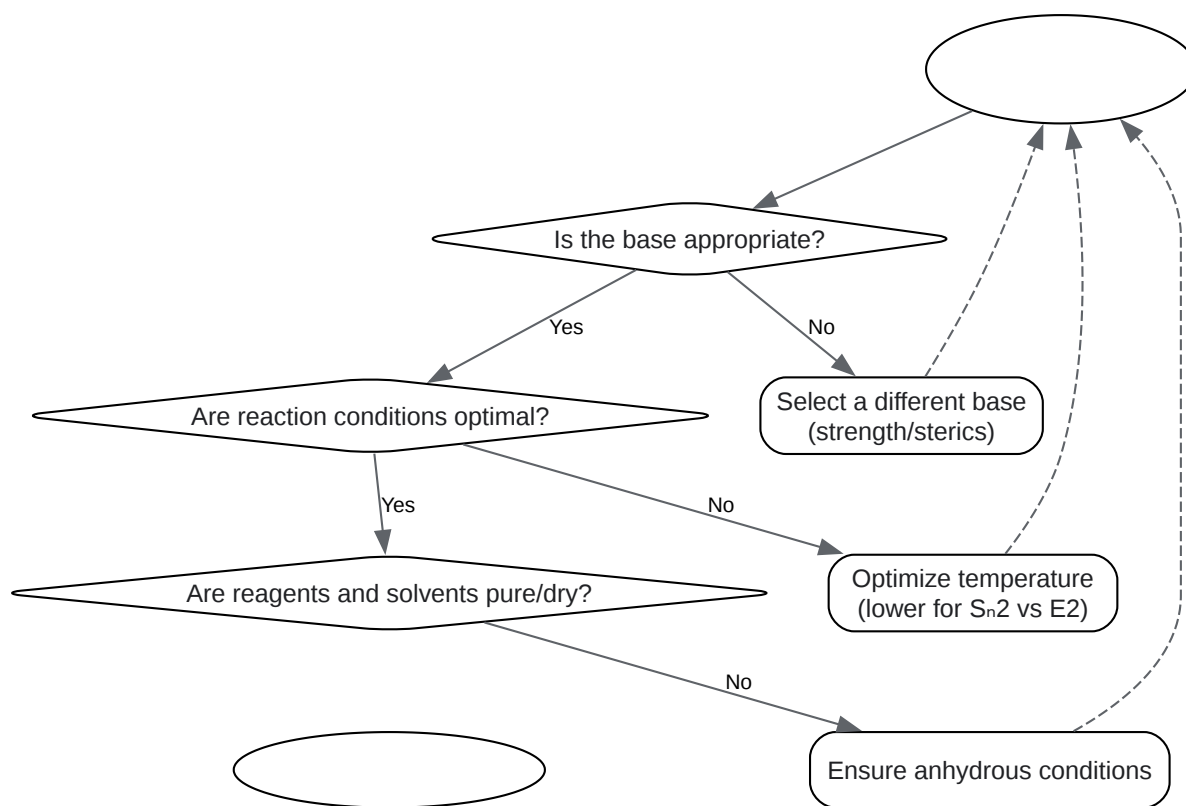 Is the base appropriate?
Yes
No
Are reaction conditions optimal?
Select a different base
(strength/sterics)
Yes
No
Are reagents and solvents pure/dry?
Optimize temperature
(lower for Sₙ2 vs E2)
No
Ensure anhydrous conditions